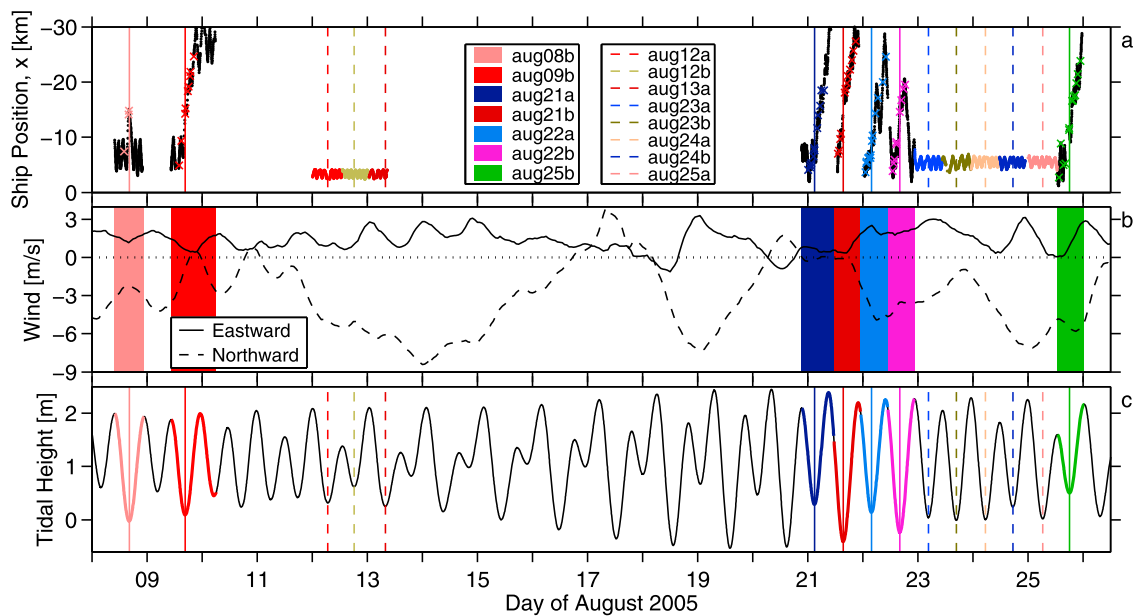 Ship Position, x [km]
-30
-20
-10
0
a
aug08b
aug09b
aug21a
aug21b
aug22a
aug22b
aug25b
aug12a
aug12b
aug13a
aug23a
aug23b
aug24a
aug24b
aug25a
Wind [m/s]
3
0
-3
-6
-9
b
Eastward
Northward
Tidal Height [m]
2
1
0
c
09 11 13 15 17 19 21 23 25
Day of August 2005